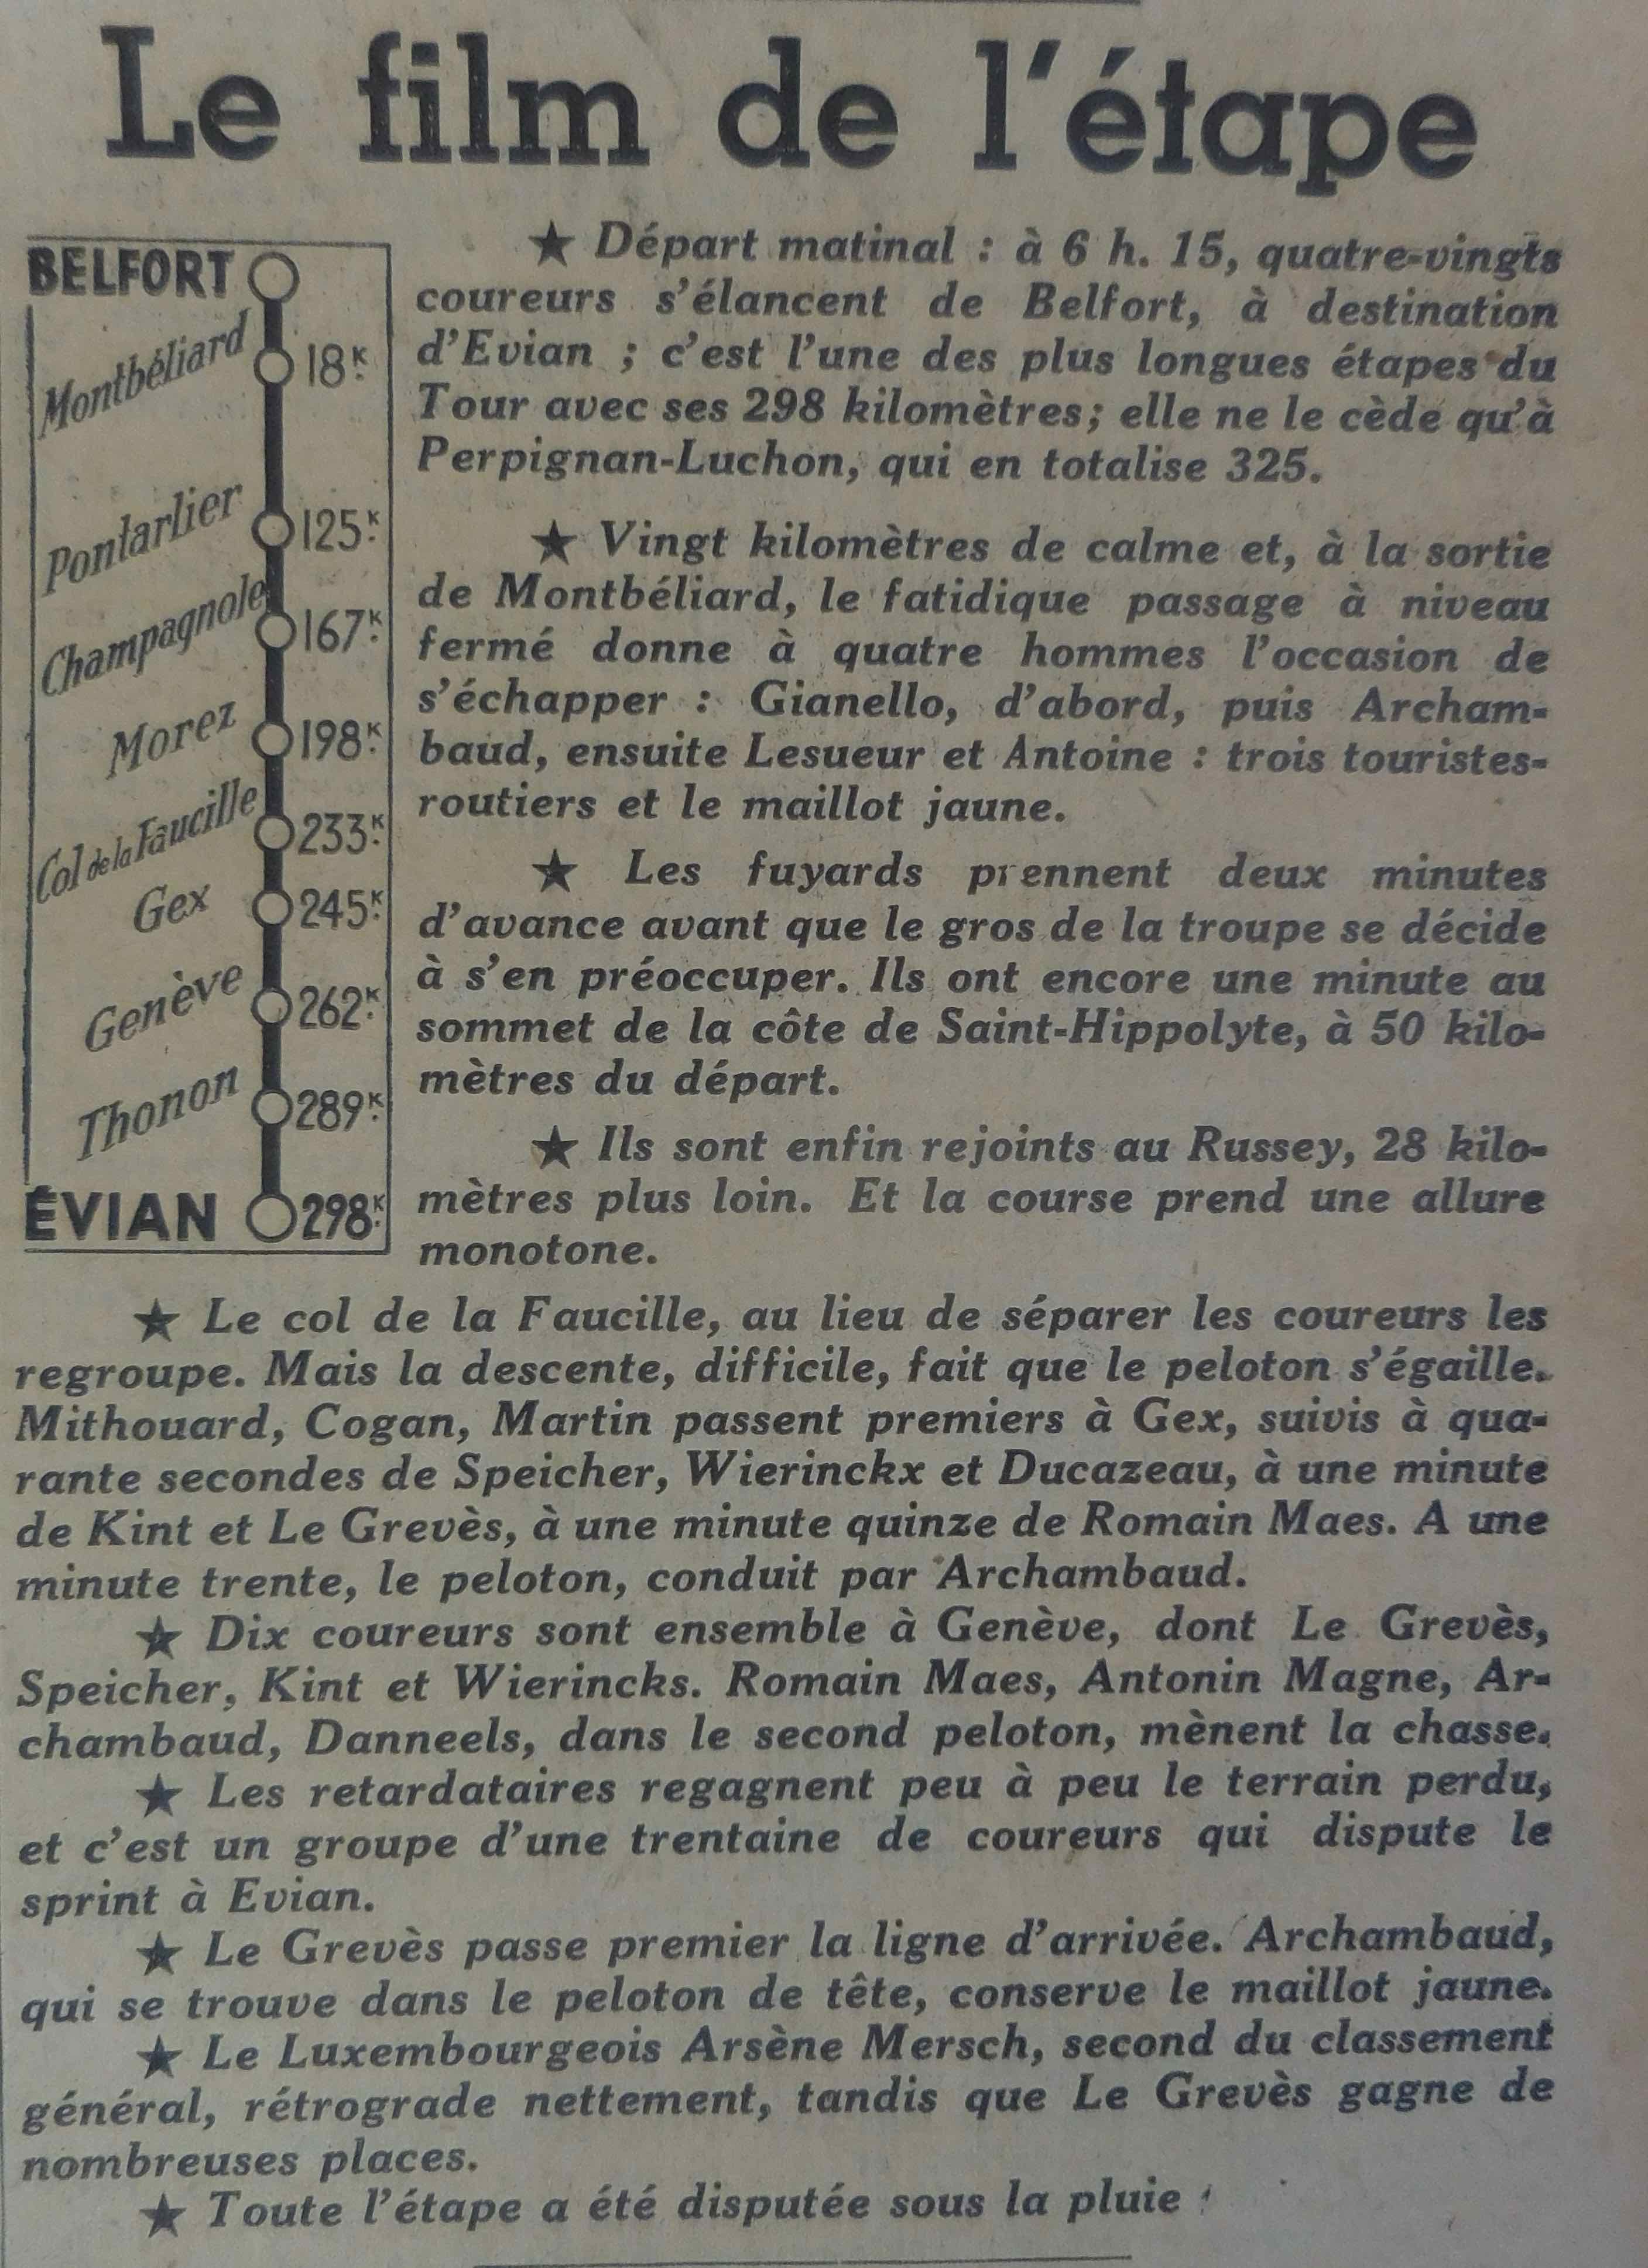 Le film de l'étape
BELFORT
Montbéliard 18K.
Pontarlier 125K.
Champagnole 167K.
Morez 198K.
Col de la Faucille 233K.
Gex 245K.
Genève 262K.
Thonon 289K.
ÉVIAN 298K.
★ Départ matinal : à 6 h. 15, quatre-vingts
coureurs s'élancent de Belfort, à destination
d'Evian ; c'est l'une des plus longues étapes du
Tour avec ses 298 kilomètres; elle ne le cède qu'à
Perpignan-Luchon, qui en totalise 325.
★ Vingt kilomètres de calme et, à la sortie
de Montbéliard, le fatidique passage à niveau
fermé donne à quatre hommes l'occasion de
s'échapper : Gianello, d'abord, puis Archam-
baud, ensuite Lesueur et Antoine : trois touristes-
routiers et le maillot jaune.
★ Les fuyards prennent deux minutes
d'avance avant que le gros de la troupe se décide
à s'en préoccuper. Ils ont encore une minute au
sommet de la côte de Saint-Hippolyte, à 50 kilo-
mètres du départ.
★ Ils sont enfin rejoints au Russey, 28 kilo-
mètres plus loin. Et la course prend une allure
monotone.
★ Le col de la Faucille, au lieu de séparer les coureurs les
regroupe. Mais la descente, difficile, fait que le peloton s'égaille.
Mithouard, Cogan, Martin passent premiers à Gex, suivis à qua-
rante secondes de Speicher, Wierinckx et Ducazeau, à une minute
de Kint et Le Grevès, à une minute quinze de Romain Maes. A une
minute trente, le peloton, conduit par Archambaud.
★ Dix coureurs sont ensemble à Genève, dont Le Grevès,
Speicher, Kint et Wierincks. Romain Maes, Antonin Magne, Ar-
chambaud, Danneels, dans le second peloton, mènent la chasse.
★ Les retardataires regagnent peu à peu le terrain perdu,
et c'est un groupe d'une trentaine de coureurs qui dispute le
sprint à Evian.
★ Le Grevès passe premier la ligne d'arrivée. Archambaud,
qui se trouve dans le peloton de tête, conserve le maillot jaune.
★ Le Luxembourgeois Arsène Mersch, second du classement
général, rétrograde nettement, tandis que Le Grevès gagne de
nombreuses places.
★ Toute l'étape a été disputée sous la pluie !